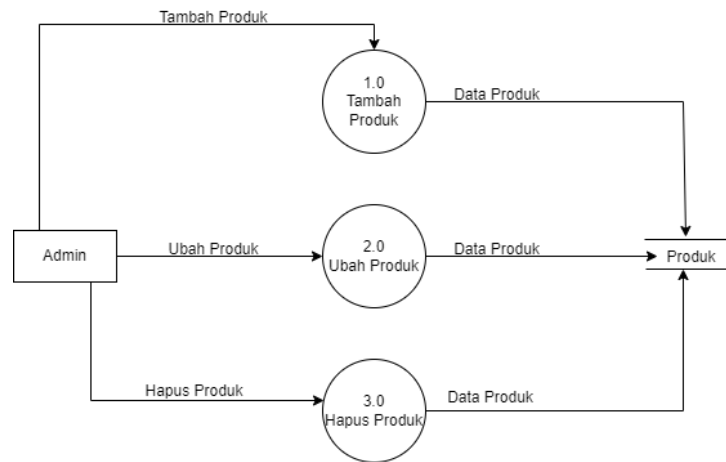 Tambah Produk
1.0
Tambah
Produk
Data Produk
Admin
Ubah Produk
2.0
Ubah Produk
Data Produk
Produk
Hapus Produk
3.0
Hapus Produk
Data Produk